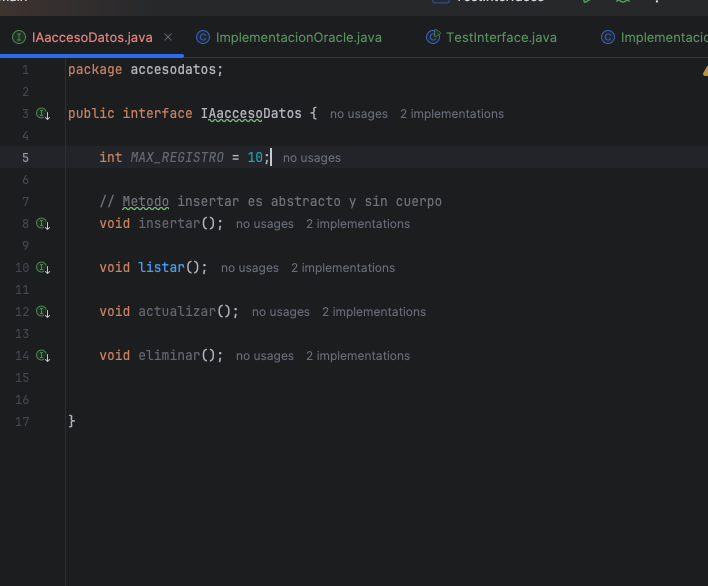 IAaccesoDatos.java
ImplementacionOracle.java
TestInterface.java
1 package accesodatos;
2
3 public interface IAaccesoDatos { no usages 2 implementations
4
5 int MAX_REGISTRO = 10; no usages
6
7 // Metodo insertar es abstracto y sin cuerpo
8 void insertar(); no usages 2 implementations
9
10 void listar(); no usages 2 implementations
11
12 void actualizar(); no usages 2 implementations
13
14 void eliminar(); no usages 2 implementations
15
16
17 }